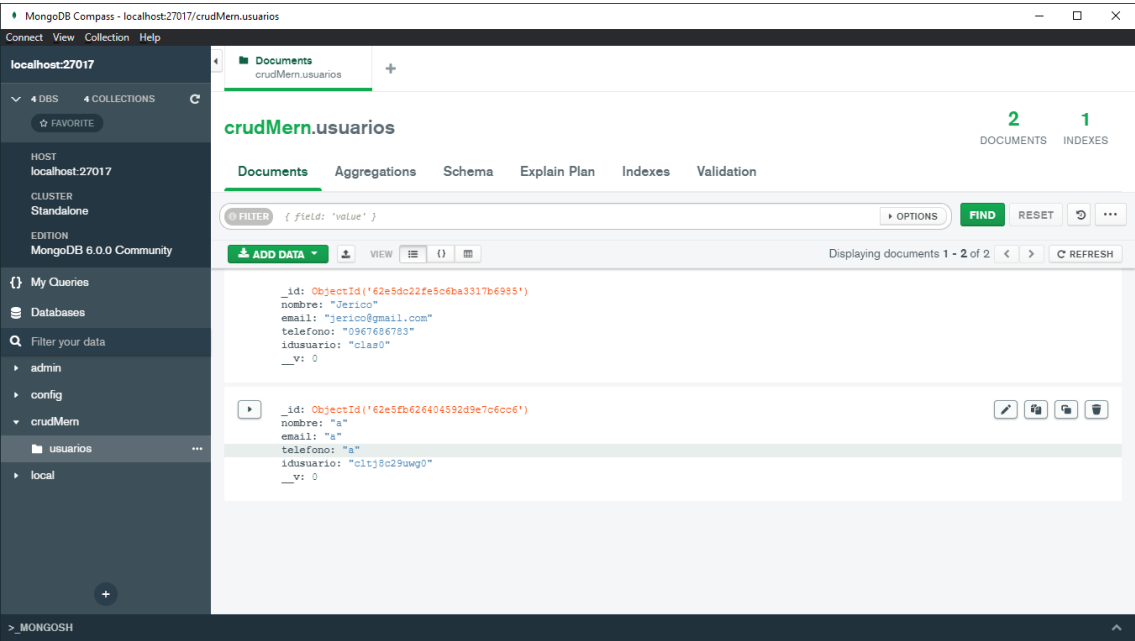 MongoDB Compass - localhost:27017/crudMern.usuarios
Connect View Collection Help
localhost:27017
4 DBS 4 COLLECTIONS
FAVORITE
HOST
localhost:27017
CLUSTER
Standalone
EDITION
MongoDB 6.0.0 Community
My Queries
Databases
Filter your data
admin
config
crudMern
usuarios
local
>_MONGOSH
Documents
crudMern.usuarios
crudMern.usuarios
2
DOCUMENTS
1
INDEXES
Documents Aggregations Schema Explain Plan Indexes Validation
FILTER { field: 'value' } OPTIONS FIND RESET
ADD DATA VIEW Displaying documents 1 - 2 of 2 REFRESH
_id: ObjectId('62e5dc22fe5c6ba3317b6985')
nombre: "Jerico"
email: "jerico@gmail.com"
telefono: "0967686783"
idusuario: "clas0"
__v: 0
_id: ObjectId('62e5fb626404592d9e7c6cc6')
nombre: "a"
email: "a"
telefono: "a"
idusuario: "cltj8c29uwg0"
__v: 0